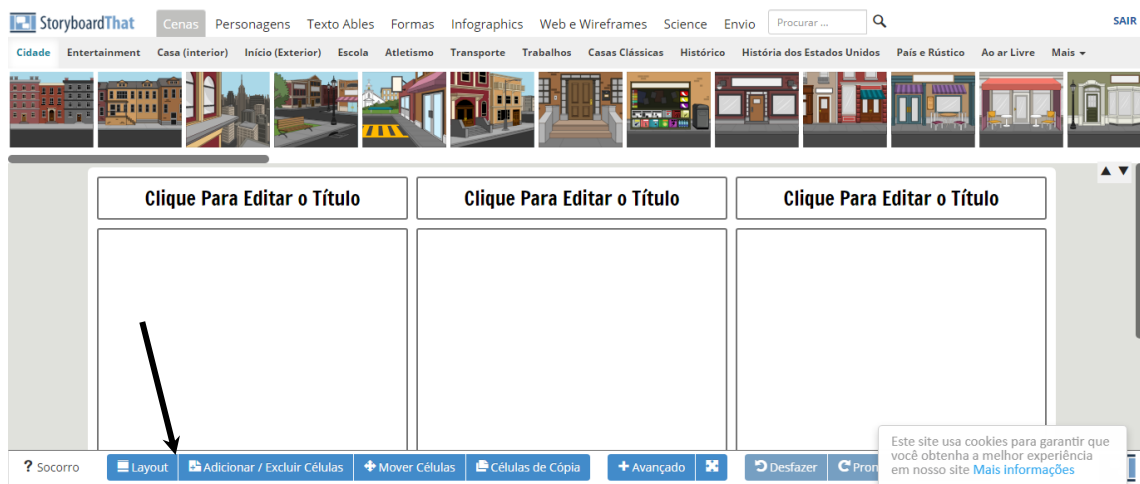 StoryboardThat Cenas Personagens Texto Ables Formas Infographics Web e Wireframes Science Envio Procurar ... SAIR
Cidade Entertainment Casa (interior) Início (Exterior) Escola Atletismo Transporte Trabalhos Casas Clássicas Histórico História dos Estados Unidos País e Rústico Ao ar Livre Mais
Clique Para Editar o Título Clique Para Editar o Título Clique Para Editar o Título
? Socorro Layout Adicionar / Excluir Células Mover Células Células de Cópia + Avançado Desfazer Pron
Este site usa cookies para garantir que
você obtenha a melhor experiência
em nosso site Mais informações